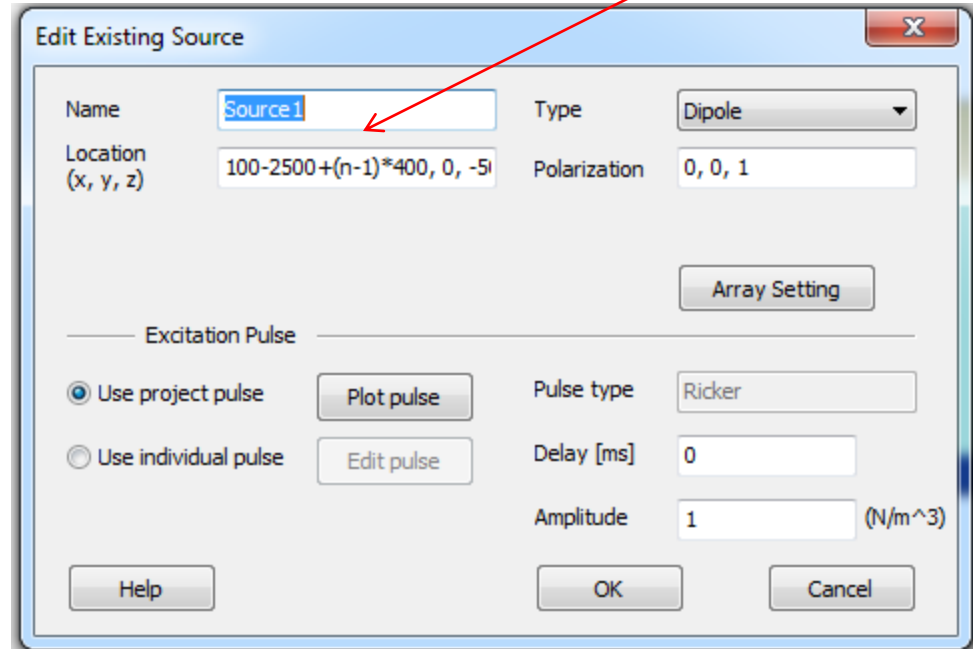 Edit Existing Source
Name Source1 Type Dipole
Location
(x, y, z) 100-2500+(n-1)*400, 0, -5 Polarization 0, 0, 1
Array Setting
Excitation Pulse
Use project pulse Plot pulse Pulse type Ricker
Use individual pulse Edit pulse Delay [ms] 0
Amplitude 1 (N/m^3)
Help OK Cancel